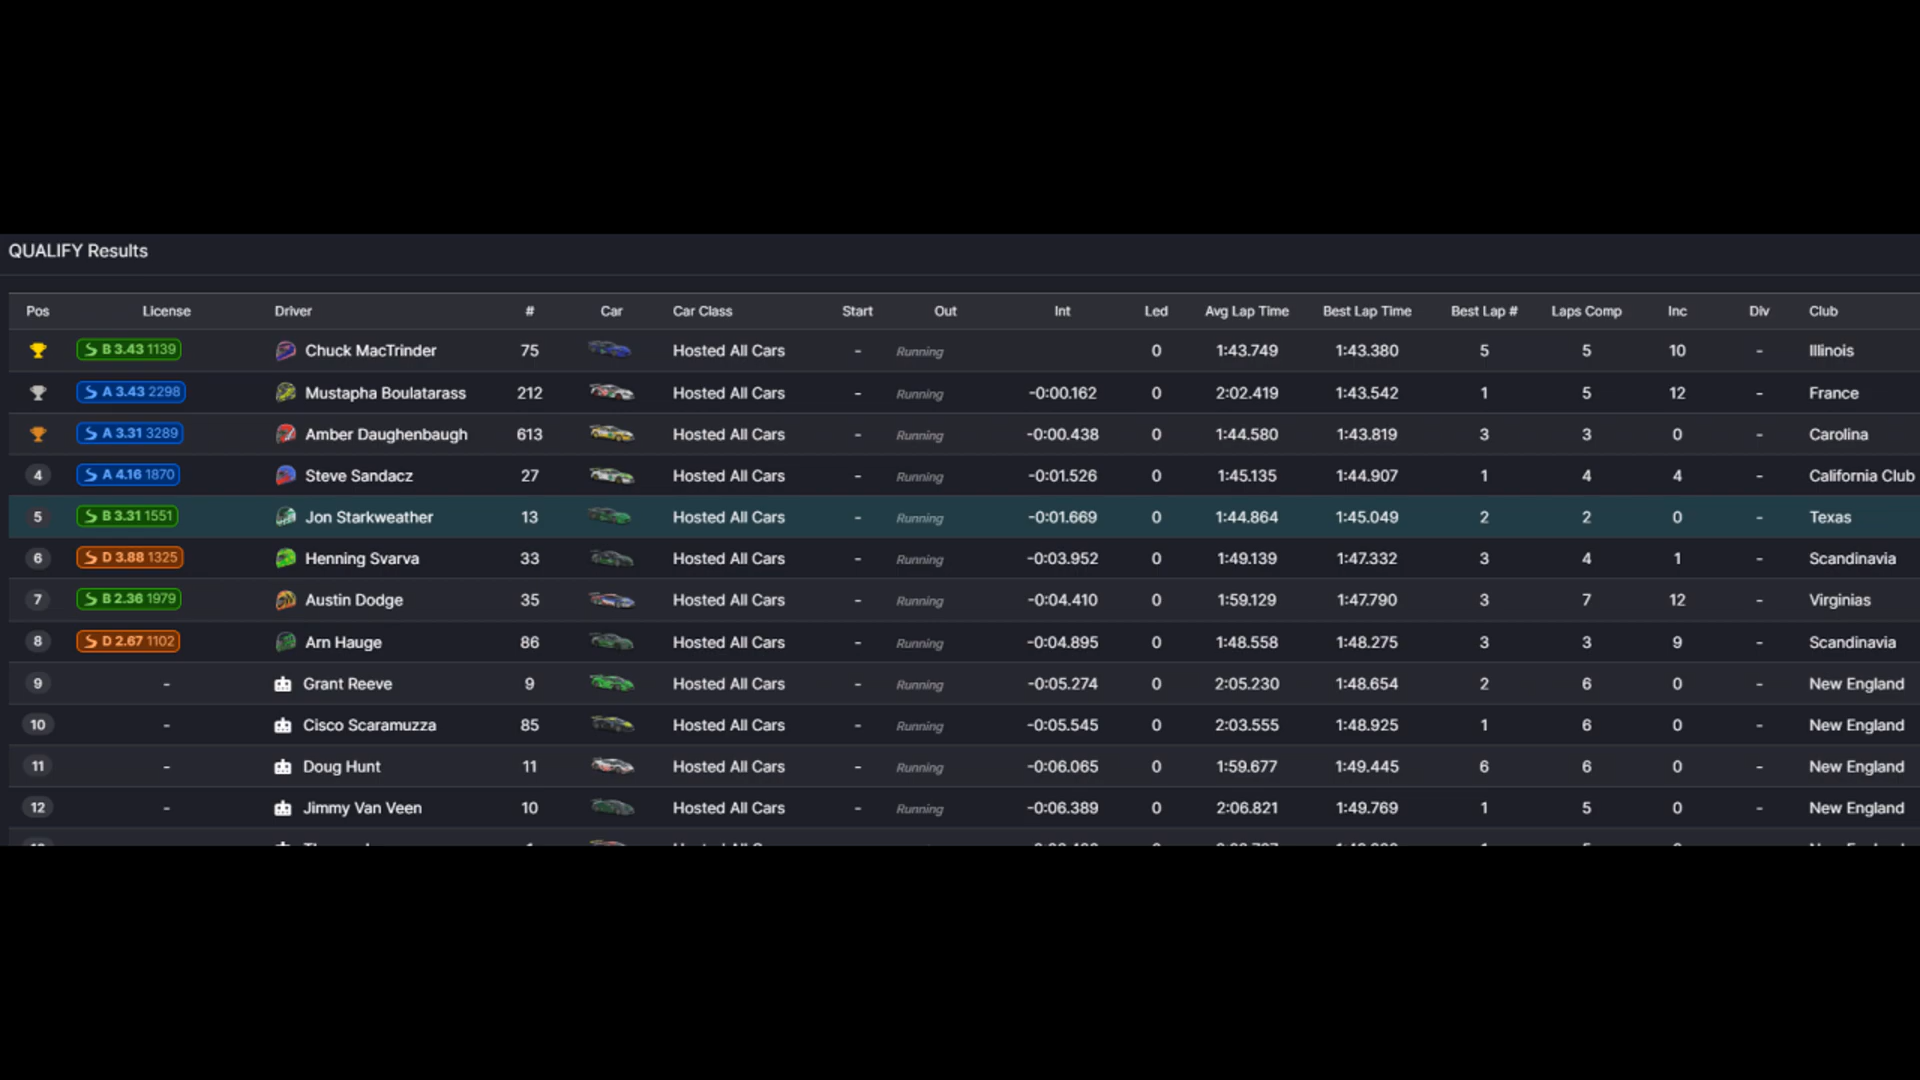 QUALIFY Results
Pos License Driver # Car Car Class Start Out Int Led Avg Lap Time Best Lap Time Best Lap # Laps Comp Inc Div Club
B 3.43 1139 Chuck MacTrinder 75 Hosted All Cars - Running 0 1:43.749 1:43.380 5 5 10 - Illinois
A 3.43 2298 Mustapha Boulatarass 212 Hosted All Cars - Running -0:00.162 0 2:02.419 1:43.542 1 5 12 - France
A 3.31 3289 Amber Daughenbaugh 613 Hosted All Cars - Running -0:00.438 0 1:44.580 1:43.819 3 3 0 - Carolina
4 A 4.16 1870 Steve Sandacz 27 Hosted All Cars - Running -0:01.526 0 1:45.135 1:44.907 1 4 4 - California Club
5 B 3.31 1551 Jon Starkweather 13 Hosted All Cars - Running -0:01.669 0 1:44.864 1:45.049 2 2 0 - Texas
6 D 3.88 1325 Henning Svarva 33 Hosted All Cars - Running -0:03.952 0 1:49.139 1:47.332 3 4 1 - Scandinavia
7 B 2.36 1979 Austin Dodge 35 Hosted All Cars - Running -0:04.410 0 1:59.129 1:47.790 3 7 12 - Virginias
8 D 2.67 1102 Arn Hauge 86 Hosted All Cars - Running -0:04.895 0 1:48.558 1:48.275 3 3 9 - Scandinavia
9 - Grant Reeve 9 Hosted All Cars - Running -0:05.274 0 2:05.230 1:48.654 2 6 0 - New England
10 - Cisco Scaramuzza 85 Hosted All Cars - Running -0:05.545 0 2:03.555 1:48.925 1 6 0 - New England
11 - Doug Hunt 11 Hosted All Cars - Running -0:06.065 0 1:59.677 1:49.445 6 6 0 - New England
12 - Jimmy Van Veen 10 Hosted All Cars - Running -0:06.389 0 2:06.821 1:49.769 1 5 0 - New England